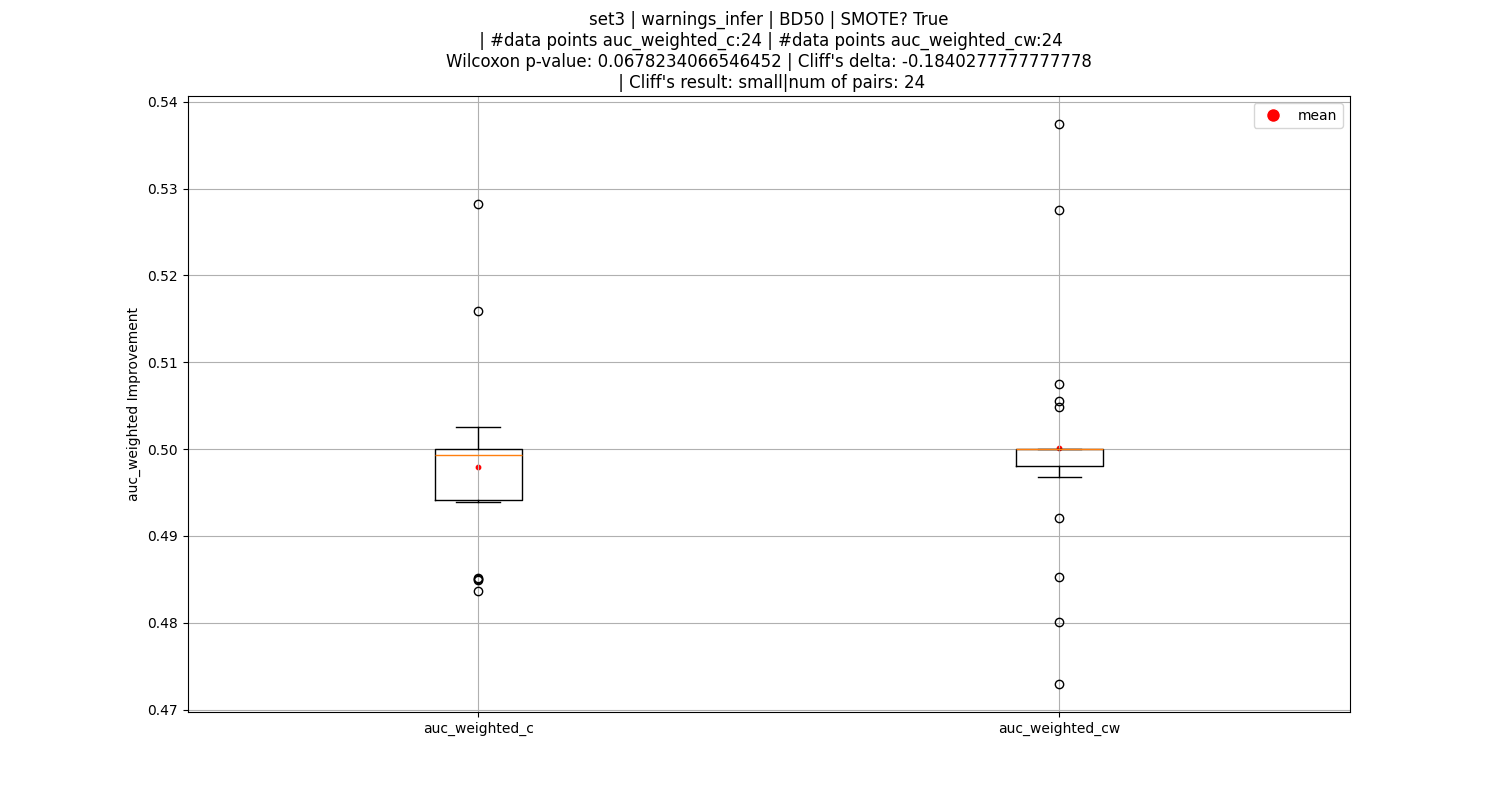 set3 | warnings_infer | BD50 | SMOTE? True
| #data points auc_weighted_c:24 | #data points auc_weighted_cw:24
Wilcoxon p-value: 0.0678234066546452 | Cliff's delta: -0.1840277777777778
| Cliff's result: small|num of pairs: 24
mean
0.54
0.53
0.52
0.51
0.50
0.49
0.48
0.47
auc_weighted Improvement
auc_weighted_c
auc_weighted_cw